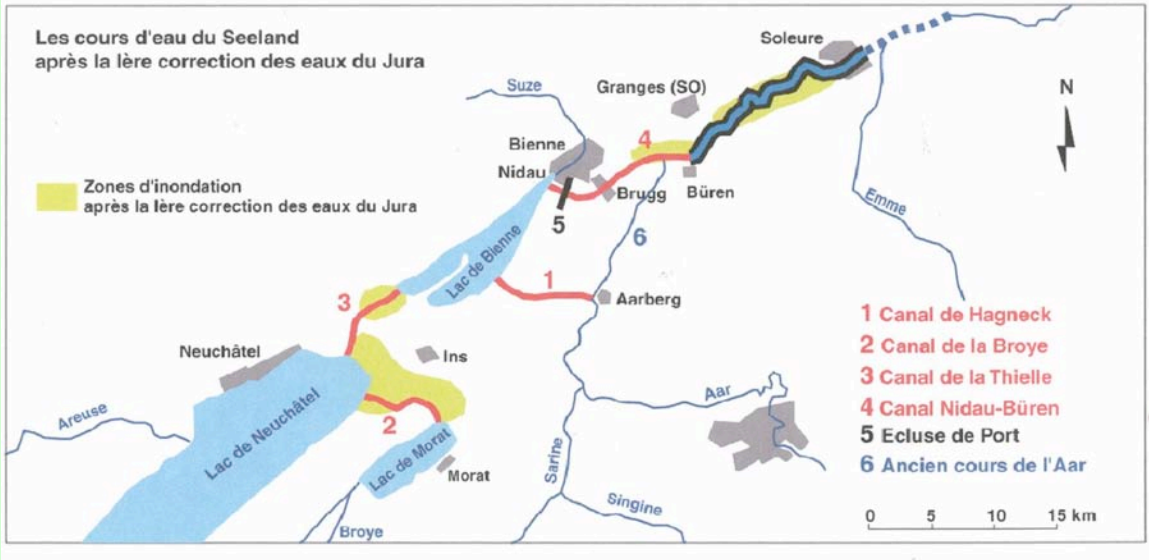 Les cours d'eau du Seeland
après la Ière correction des eaux du Jura
Zones d'inondation
après la Ière correction des eaux du Jura
Soleure
Suze
Granges (SO)
N
Bienne
4
Nidau
Brugg
Büren
5
6
Emme
Lac de Bienne
1
Aarberg
3
Neuchâtel
Ins
Areuse
Lac de Neuchâtel
2
Lac de Morat
Morat
Aar
Sarine
Singine
Broye
1 Canal de Hagneck
2 Canal de la Broye
3 Canal de la Thielle
4 Canal Nidau-Büren
5 Ecluse de Port
6 Ancien cours de l'Aar
0 5 10 15 km